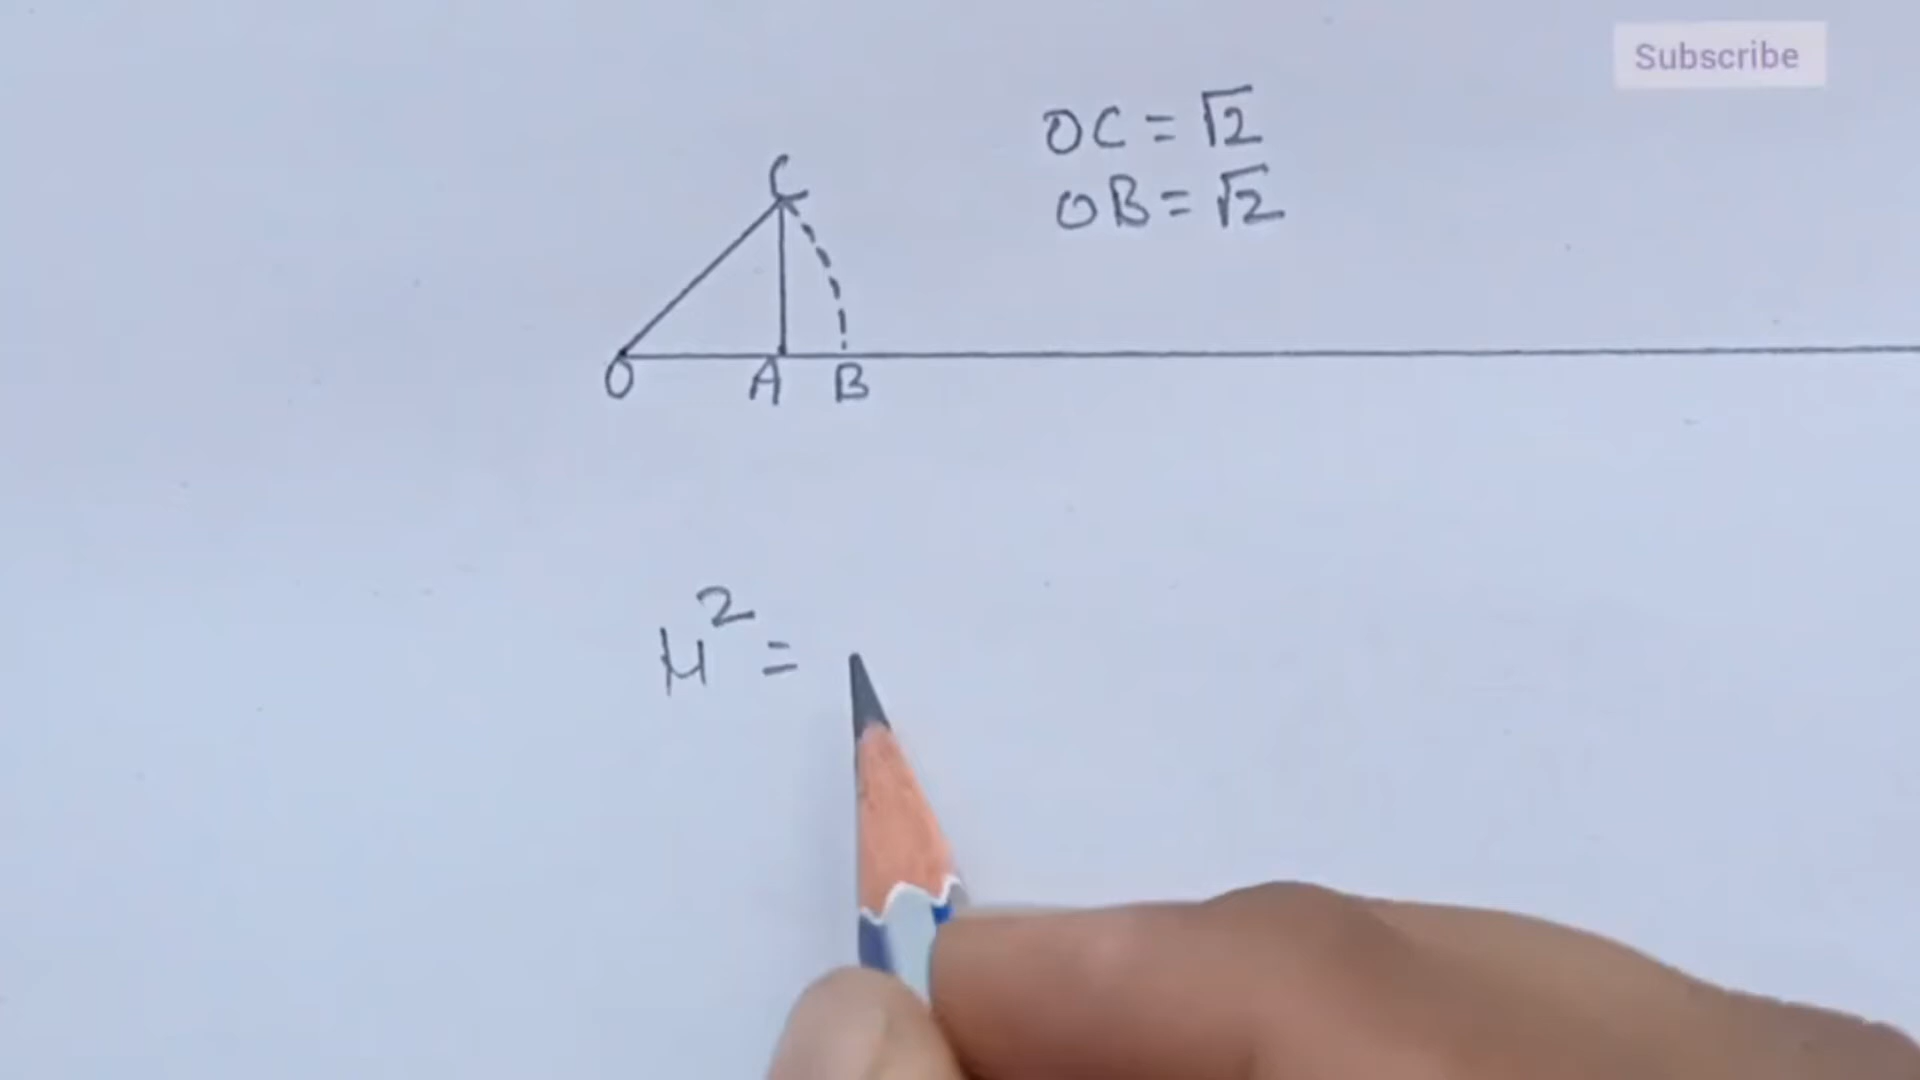 Subscribe
OC = √2
OB = √2
C
O A B
H² =